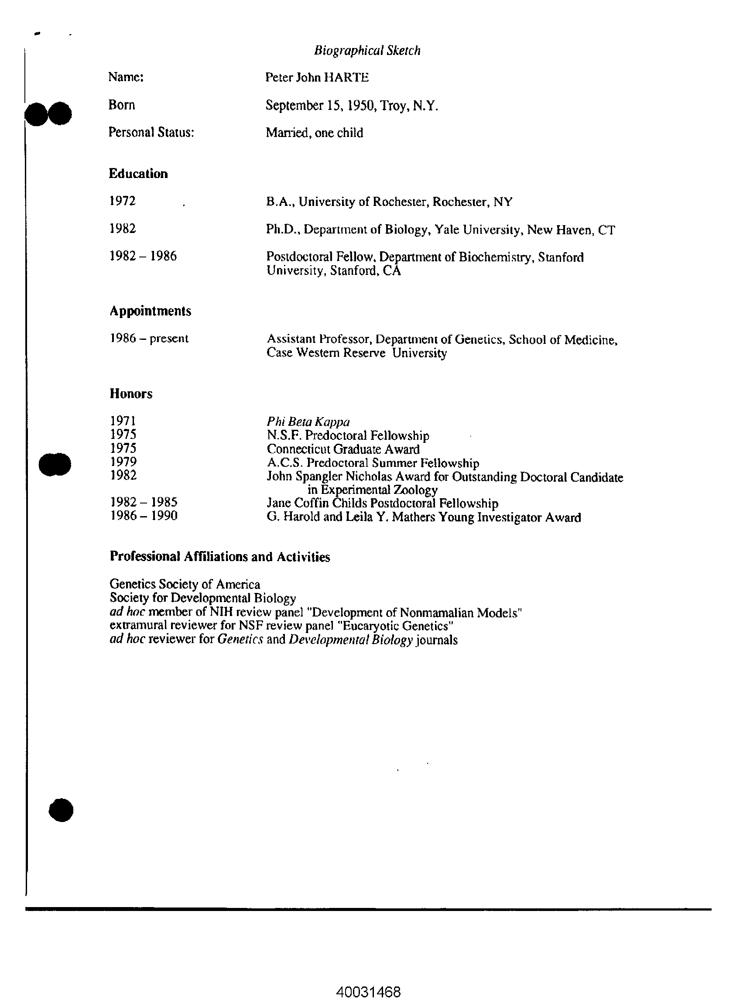 Biographical Sketch
Name: Peter John HARTE
Born September 15, 1950, Troy, N.Y.
Personal Status: Married, one child
Education
1972 B.A., University of Rochester, Rochester, NY
1982 Ph.D., Department of Biology, Yale University, New Haven, CT
1982 – 1986 Postdoctoral Fellow, Department of Biochemistry, Stanford
University, Stanford, CA
Appointments
1986 – present Assistant Professor, Department of Genetics, School of Medicine,
Case Western Reserve University
Honors
1971 Phi Beta Kappa
1975 N.S.F. Predoctoral Fellowship
1975 Connecticut Graduate Award
1979 A.C.S. Predoctoral Summer Fellowship
1982 John Spangler Nicholas Award for Outstanding Doctoral Candidate
in Experimental Zoology
1982 – 1985 Jane Coffin Childs Postdoctoral Fellowship
1986 – 1990 G. Harold and Leila Y. Mathers Young Investigator Award
Professional Affiliations and Activities
Genetics Society of America
Society for Developmental Biology
ad hoc member of NIH review panel "Development of Nonmamalian Models"
extramural reviewer for NSF review panel "Eucaryotic Genetics"
ad hoc reviewer for Genetics and Developmental Biology journals
40031468